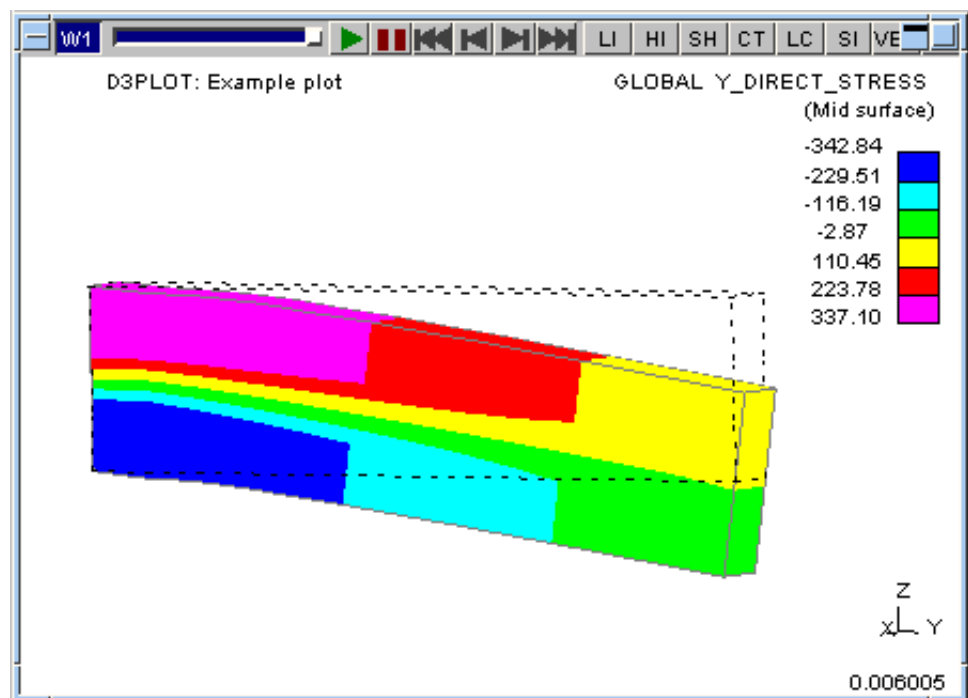 W1 LI HI SH CT LC SI VE
D3PLOT: Example plot
GLOBAL Y_DIRECT_STRESS
(Mid surface)
-342.84
-229.51
-116.19
-2.87
110.45
223.78
337.10
Z
X Y
0.006005